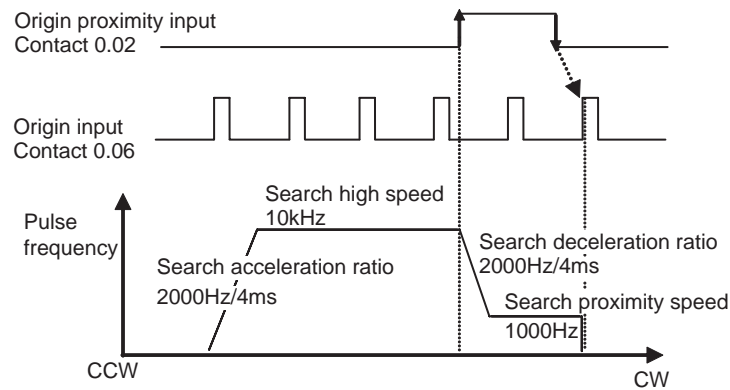 Origin proximity input
Contact 0.02
Origin input
Contact 0.06
Pulse
frequency
Search high speed
10kHz
Search acceleration ratio
2000Hz/4ms
Search deceleration ratio
2000Hz/4ms
Search proximity speed
1000Hz
CCW
CW